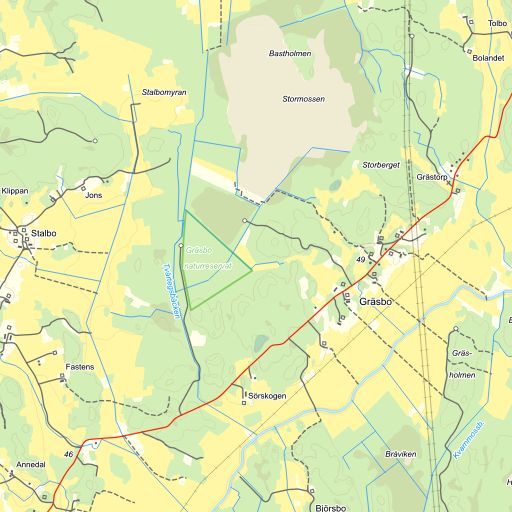 Tolbo
Bastholmen
Bolandet
Stalbomyran
Stormossen
Storberget
Grästorp
Klippan
Jons
Stalbo
Gräsbo
naturreservat
49
Tvärnegsbäcken
Gräsbo
Gräs-
holmen
Fastens
Sörskogen
46
Annedal
Bråviken
Björsbo
H